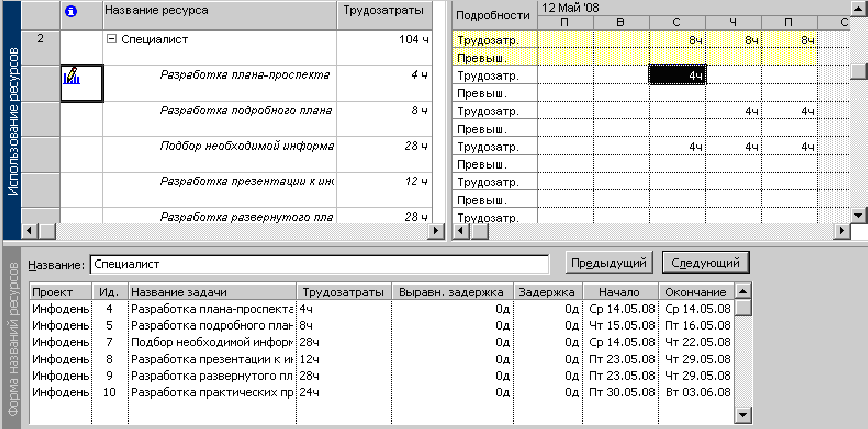 Использование ресурсов
Название ресурса Трудозатраты
2 Специалист 104 ч
Разработка плана-проспекта 4 ч
Разработка подробного плана 8 ч
Подбор необходимой информа 28 ч
Разработка презентации к ин 12 ч
Разработка развернутого пла 28 ч
Подробности 12 Май '08
П В С Ч П С
Трудозатр. 8ч 8ч 8ч
Превыш.
Трудозатр. 4ч
Превыш.
Трудозатр. 4ч 4ч
Превыш.
Трудозатр. 4ч 4ч 4ч
Превыш.
Трудозатр.
Превыш.
Трудозатр.
Форма названий ресурсов
Название: Специалист Предыдущий Следующий
Проект Ид. Название задачи Трудозатраты Выравн. задержка Задержка Начало Окончание
Инфодень 4 Разработка плана-проспекта 4ч 0д 0д Ср 14.05.08 Ср 14.05.08
Инфодень 5 Разработка подробного план 8ч 0д 0д Чт 15.05.08 Пт 16.05.08
Инфодень 7 Подбор необходимой информ 28ч 0д 0д Ср 14.05.08 Чт 22.05.08
Инфодень 8 Разработка презентации к ин 12ч 0д 0д Пт 23.05.08 Чт 29.05.08
Инфодень 9 Разработка развернутого пл 28ч 0д 0д Пт 23.05.08 Чт 29.05.08
Инфодень 10 Разработка практических пр 24ч 0д 0д Пт 30.05.08 Вт 03.06.08